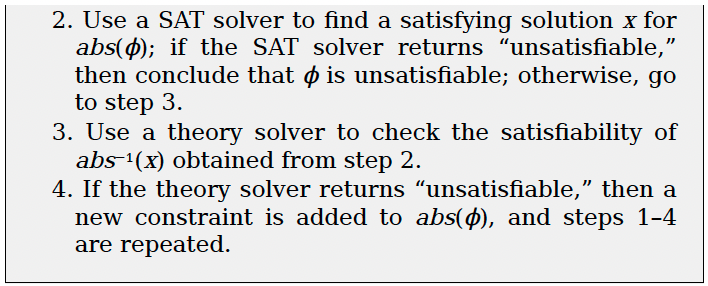 2. Use a SAT solver to find a satisfying solution x for
abs(ϕ); if the SAT solver returns “unsatisfiable,”
then conclude that ϕ is unsatisfiable; otherwise, go
to step 3.
3. Use a theory solver to check the satisfiability of
abs⁻¹(x) obtained from step 2.
4. If the theory solver returns “unsatisfiable,” then a
new constraint is added to abs(ϕ), and steps 1–4
are repeated.